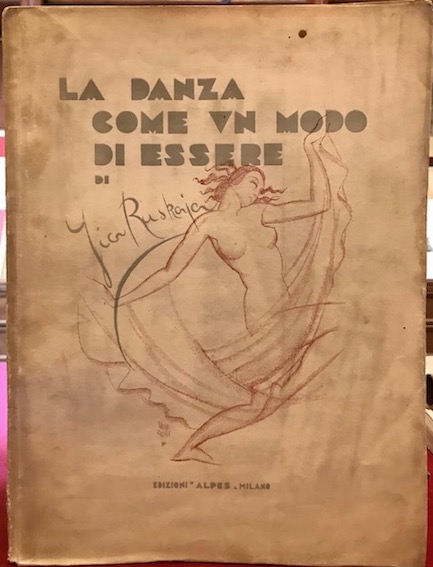 LA DANZA
COME VN MODO
DI ESSERE
DI
Jia Ruskaja
EDIZIONI "ALPES" MILANO